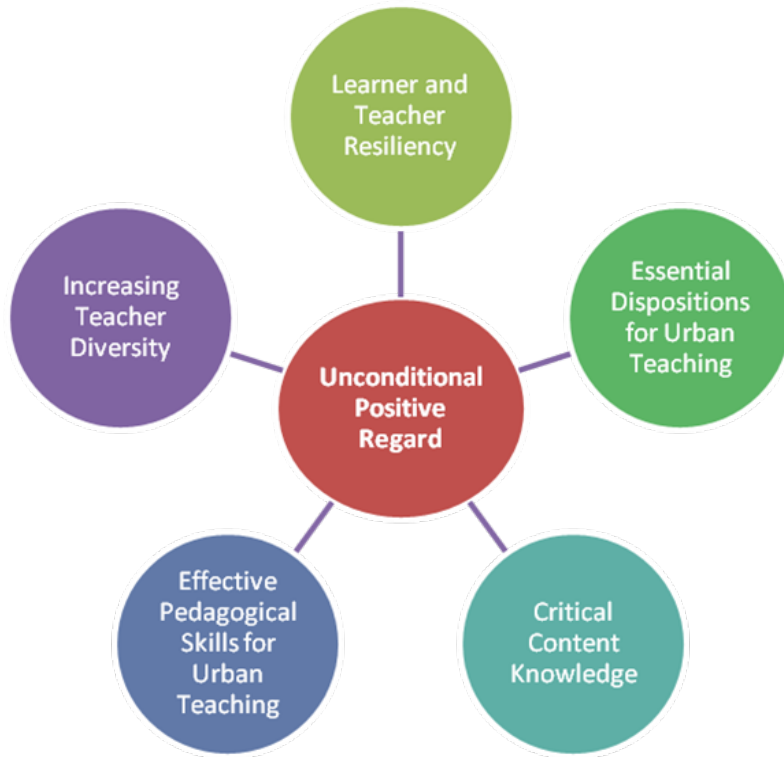 Learner and
Teacher
Resiliency
Increasing
Teacher
Diversity
Essential
Dispositions
for Urban
Teaching
Unconditional
Positive
Regard
Effective
Pedagogical
Skills for
Urban
Teaching
Critical
Content
Knowledge